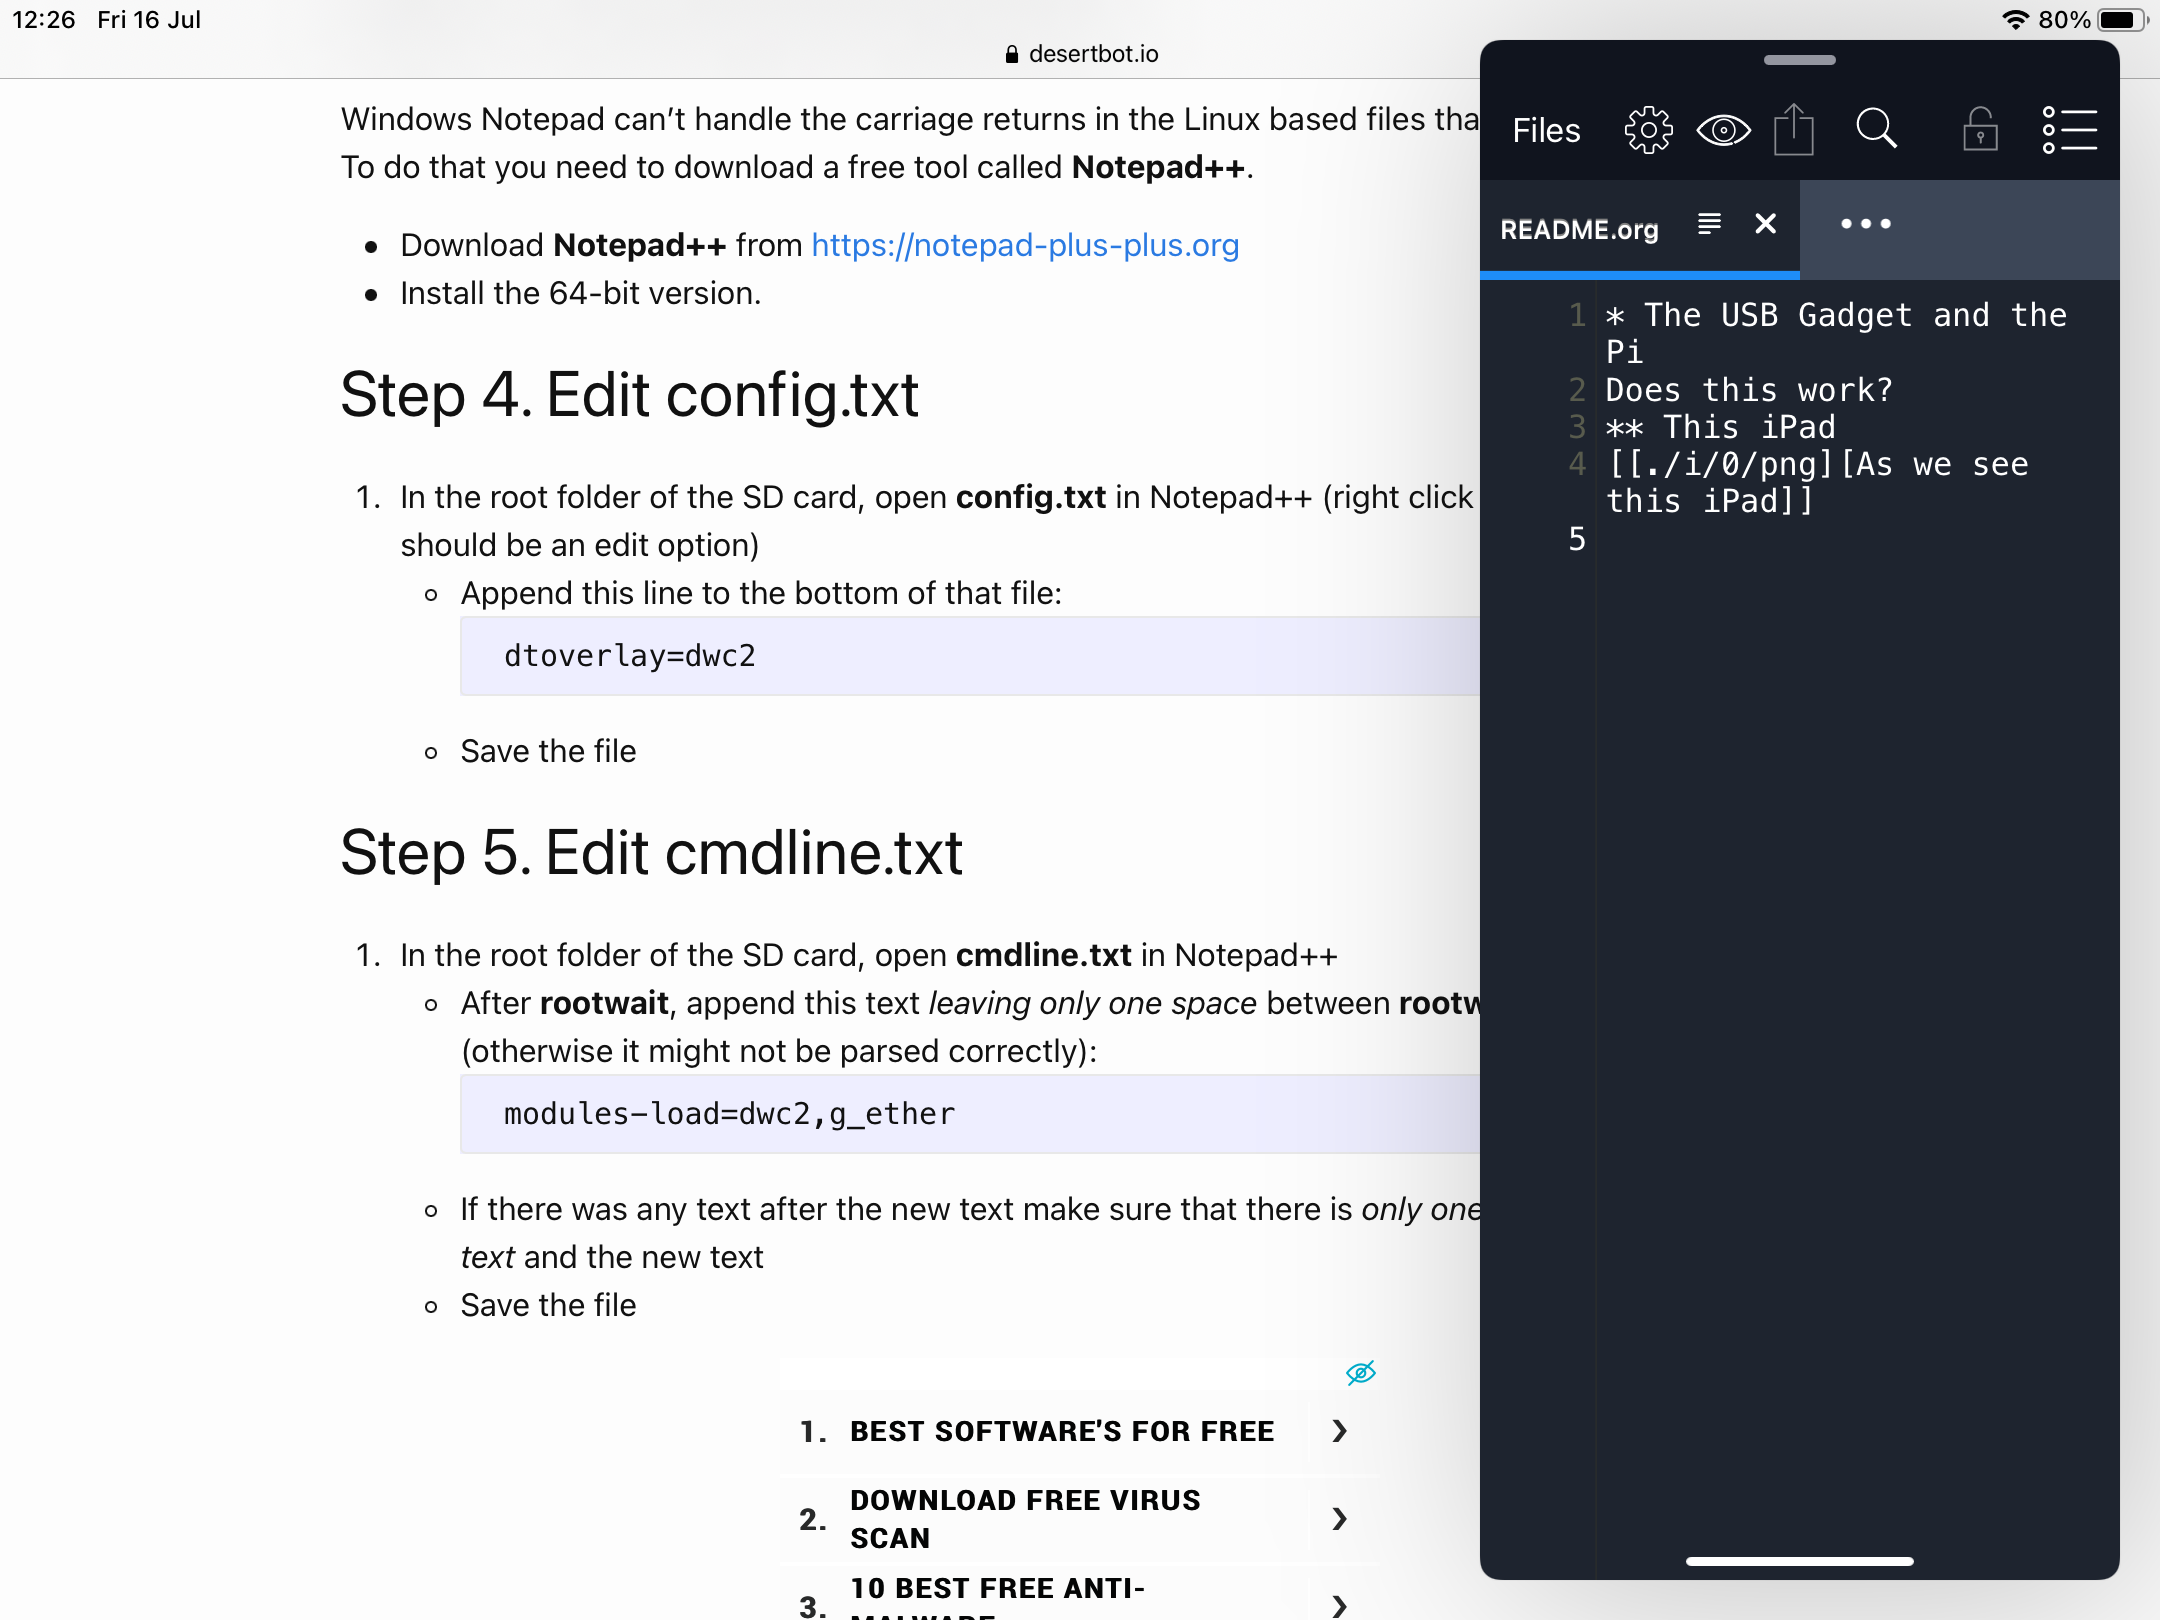 12:26 Fri 16 Jul
80%
desertbot.io
Windows Notepad can’t handle the carriage returns in the Linux based files
To do that you need to download a free tool called Notepad++.
• Download Notepad++ from https://notepad-plus-plus.org
• Install the 64-bit version.
Step 4. Edit config.txt
1. In the root folder of the SD card, open config.txt in Notepad++ (right click
should be an edit option)
Append this line to the bottom of that file:
dtoverlay=dwc2
Save the file
Step 5. Edit cmdline.txt
1. In the root folder of the SD card, open cmdline.txt in Notepad++
After rootwait, append this text leaving only one space between
(otherwise it might not be parsed correctly):
modules-load=dwc2,g_ether
If there was any text after the new text make sure that there is only one
text and the new text
Save the file
1. BEST SOFTWARE'S FOR FREE
2. DOWNLOAD FREE VIRUS
SCAN
3. 10 BEST FREE ANTI-
MALWARE
Files
README.org
1 * The USB Gadget and the
Pi
2 Does this work?
3 ** This iPad
4 [[./i/0/png][As we see
this iPad]]
5